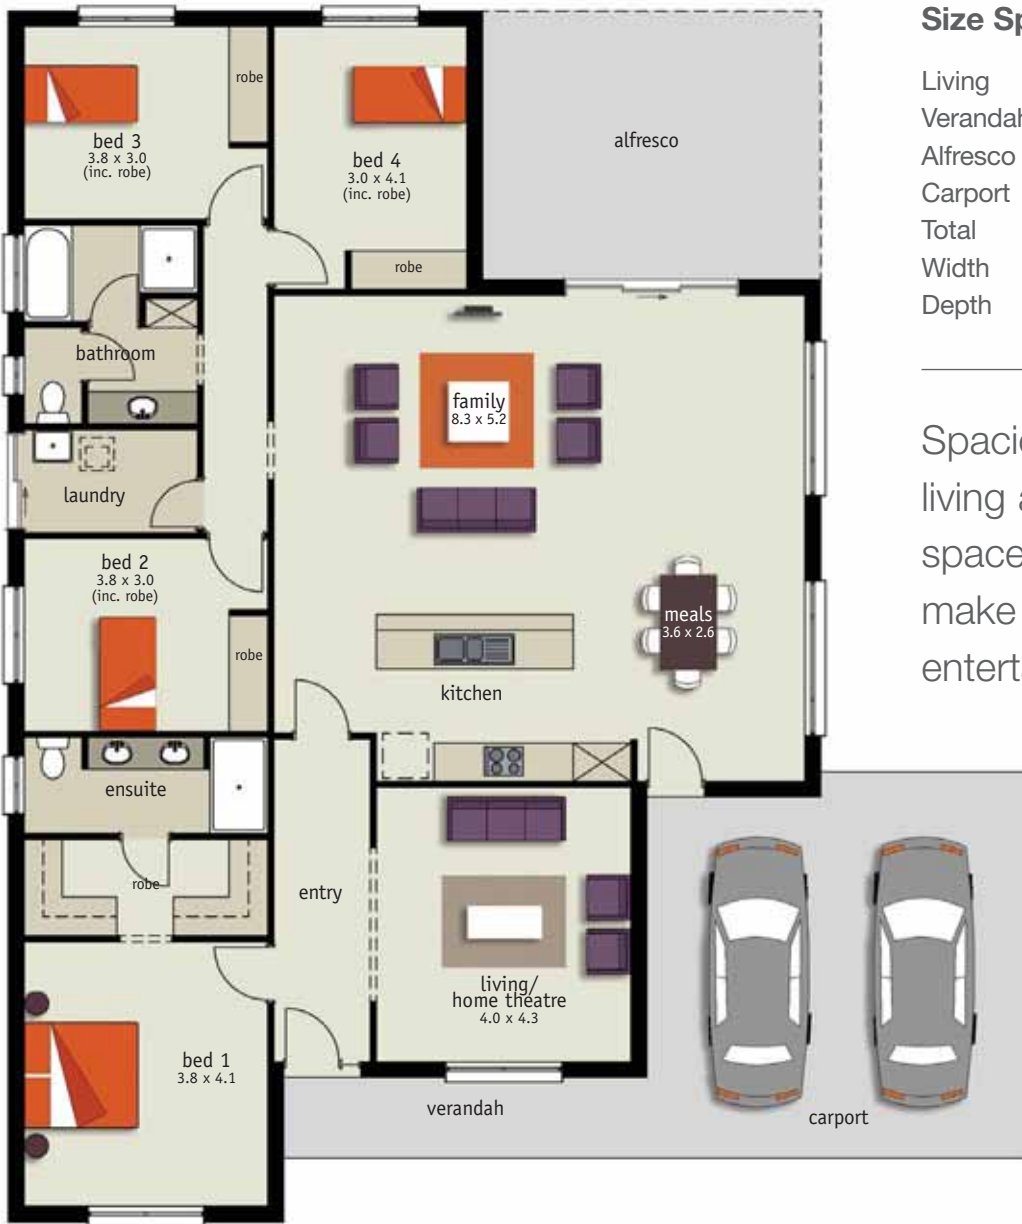 robe
bed 3
3.8 x 3.0
(inc. robe)
bed 4
3.0 x 4.1
(inc. robe)
robe
alfresco
bathroom
family
8.3 x 5.2
laundry
bed 2
3.8 x 3.0
(inc. robe)
robe
meals
3.6 x 2.6
kitchen
ensuite
robe
entry
living/
home theatre
4.0 x 4.3
bed 1
3.8 x 4.1
verandah
carport
Size Sp
Living
Verandah
Alfresco
Carport
Total
Width
Depth
Spacio
living a
space
make
entert